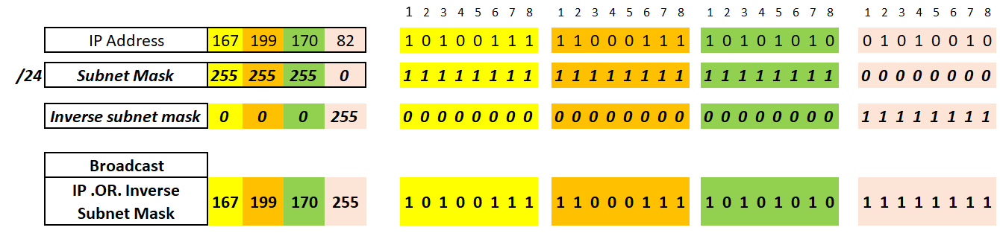 1 2 3 4 5 6 7 8 1 2 3 4 5 6 7 8 1 2 3 4 5 6 7 8 1 2 3 4 5 6 7 8
IP Address 167 199 170 82 1 0 1 0 0 1 1 1 1 1 0 0 0 1 1 1 1 0 1 0 1 0 1 0 0 1 0 1 0 0 1 0
/24 Subnet Mask 255 255 255 0 1 1 1 1 1 1 1 1 1 1 1 1 1 1 1 1 1 1 1 1 1 1 1 1 0 0 0 0 0 0 0 0
Inverse subnet mask 0 0 0 255 0 0 0 0 0 0 0 0 0 0 0 0 0 0 0 0 0 0 0 0 0 0 0 0 1 1 1 1 1 1 1 1
Broadcast
IP .OR. Inverse
Subnet Mask 167 199 170 255 1 0 1 0 0 1 1 1 1 1 0 0 0 1 1 1 1 0 1 0 1 0 1 0 1 1 1 1 1 1 1 1